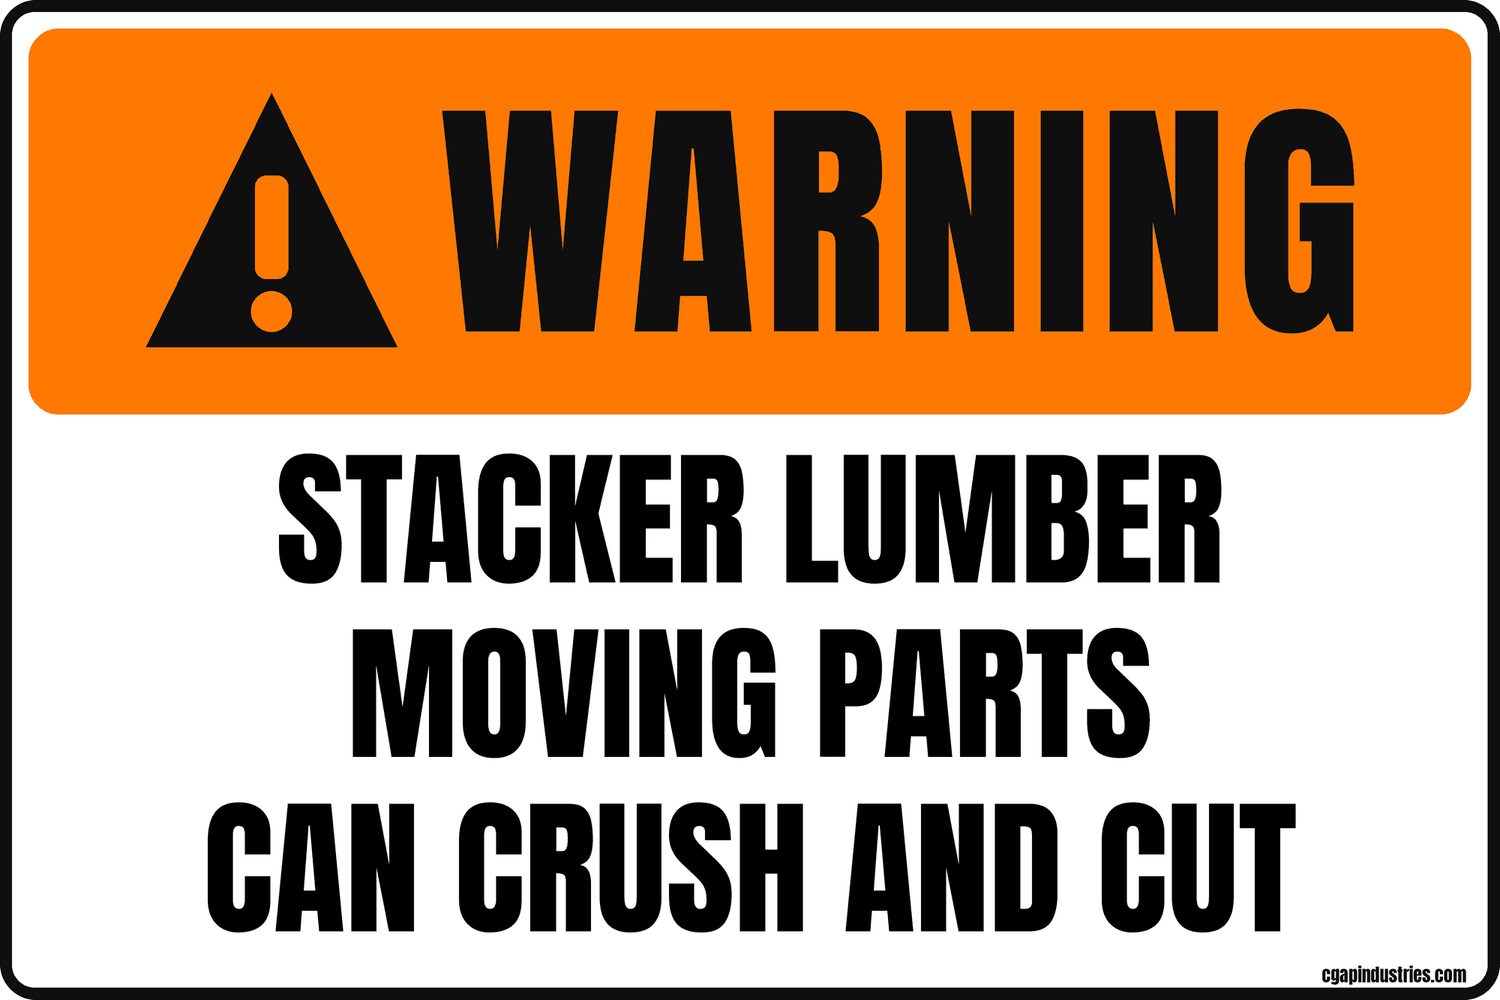 WARNING
STACKER LUMBER
MOVING PARTS
CAN CRUSH AND CUT
cgapindustries.com